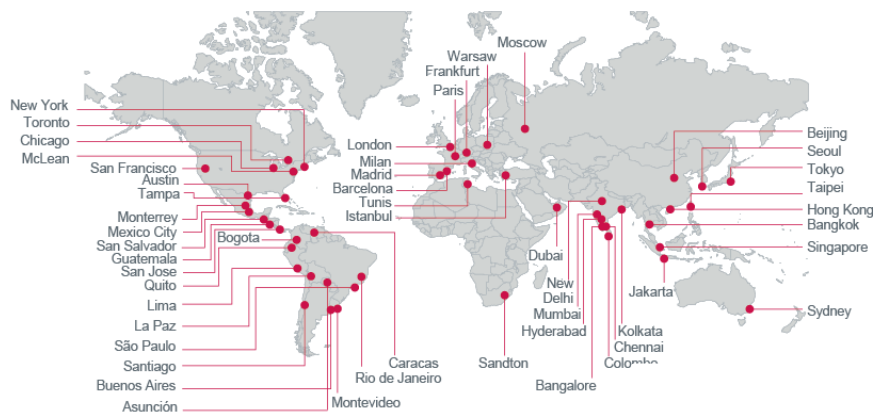 Moscow
Warsaw
Frankfurt
Paris
New York
Toronto
Chicago
McLean
San Francisco
Austin
Tampa
Monterrey
Mexico City
San Salvador
Guatemala
San Jose
Quito
Bogota
Lima
La Paz
São Paulo
Santiago
Buenos Aires
Asunción
London
Milan
Madrid
Barcelona
Tunis
Istanbul
Caracas
Rio de Janeiro
Montevideo
Sandton
Dubai
New
Delhi
Mumbai
Hyderabad
Bangalore
Kolkata
Chennai
Colombo
Jakarta
Beijing
Seoul
Tokyo
Taipei
Hong Kong
Bangkok
Singapore
Sydney